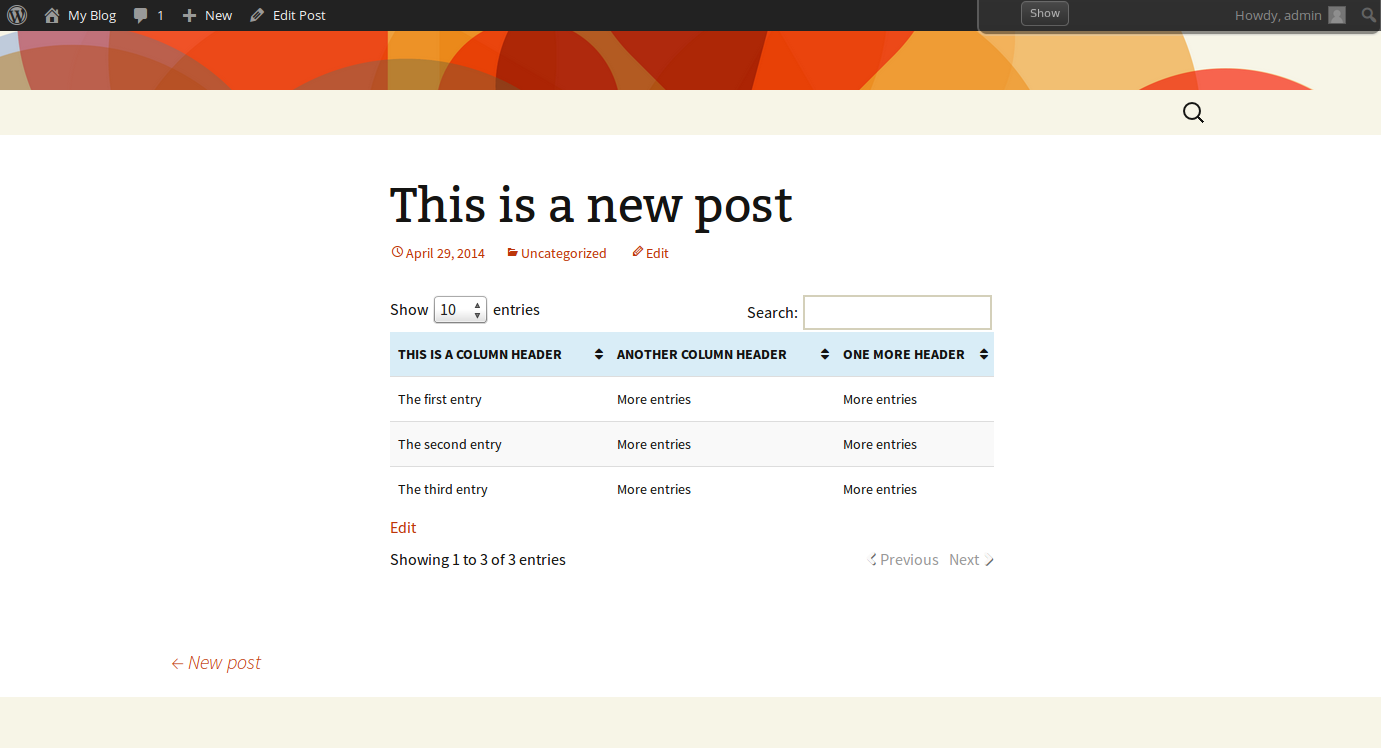 My Blog 1 New Edit Post Show Howdy, admin
This is a new post
April 29, 2014 Uncategorized Edit
Show 10 entries Search:
THIS IS A COLUMN HEADER ANOTHER COLUMN HEADER ONE MORE HEADER
The first entry More entries More entries
The second entry More entries More entries
The third entry More entries More entries
Edit
Showing 1 to 3 of 3 entries Previous Next
← New post